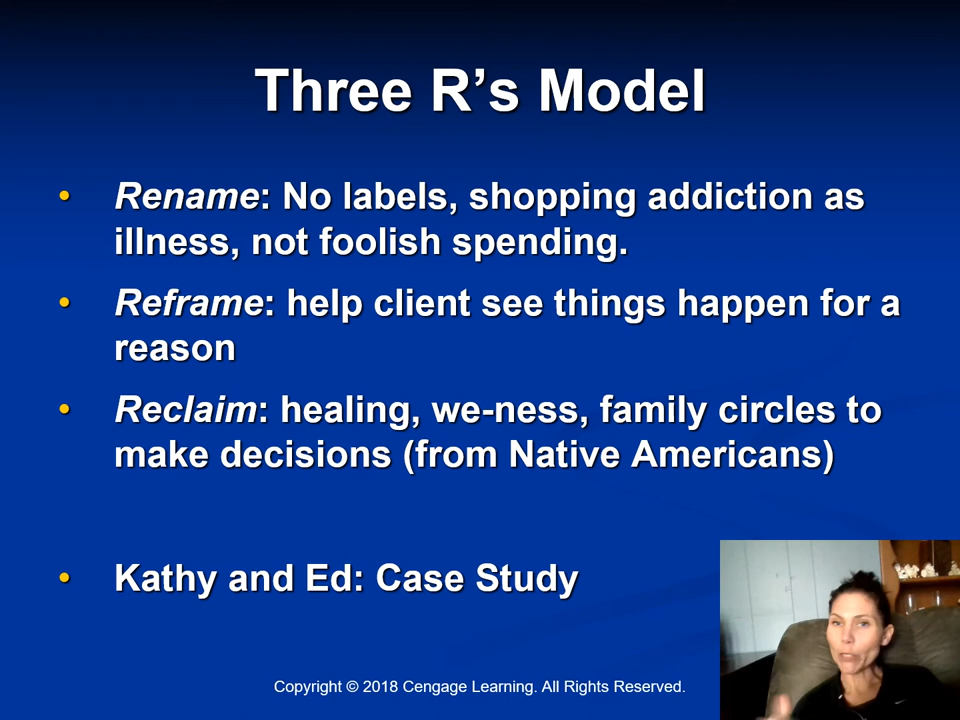 Three R’s Model
• Rename: No labels, shopping addiction as
illness, not foolish spending.
• Reframe: help client see things happen for a
reason
• Reclaim: healing, we-ness, family circles to
make decisions (from Native Americans)
• Kathy and Ed: Case Study
Copyright © 2018 Cengage Learning. All Rights Reserved.